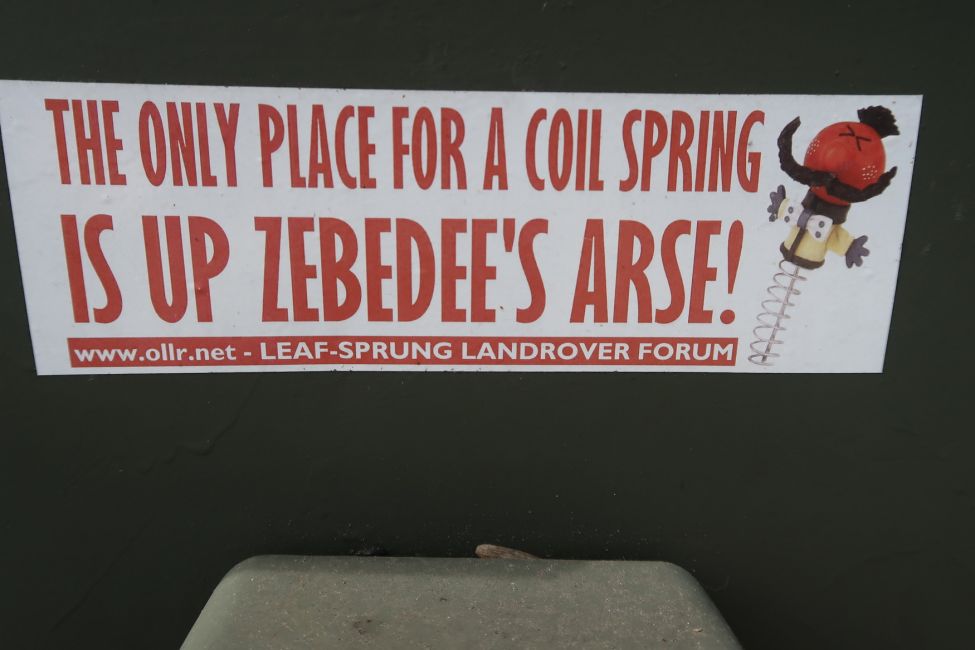 THE ONLY PLACE FOR A COIL SPRING
IS UP ZEBEDEE'S ARSE!
www.ollr.net - LEAF-SPRUNG LANDROVER FORUM